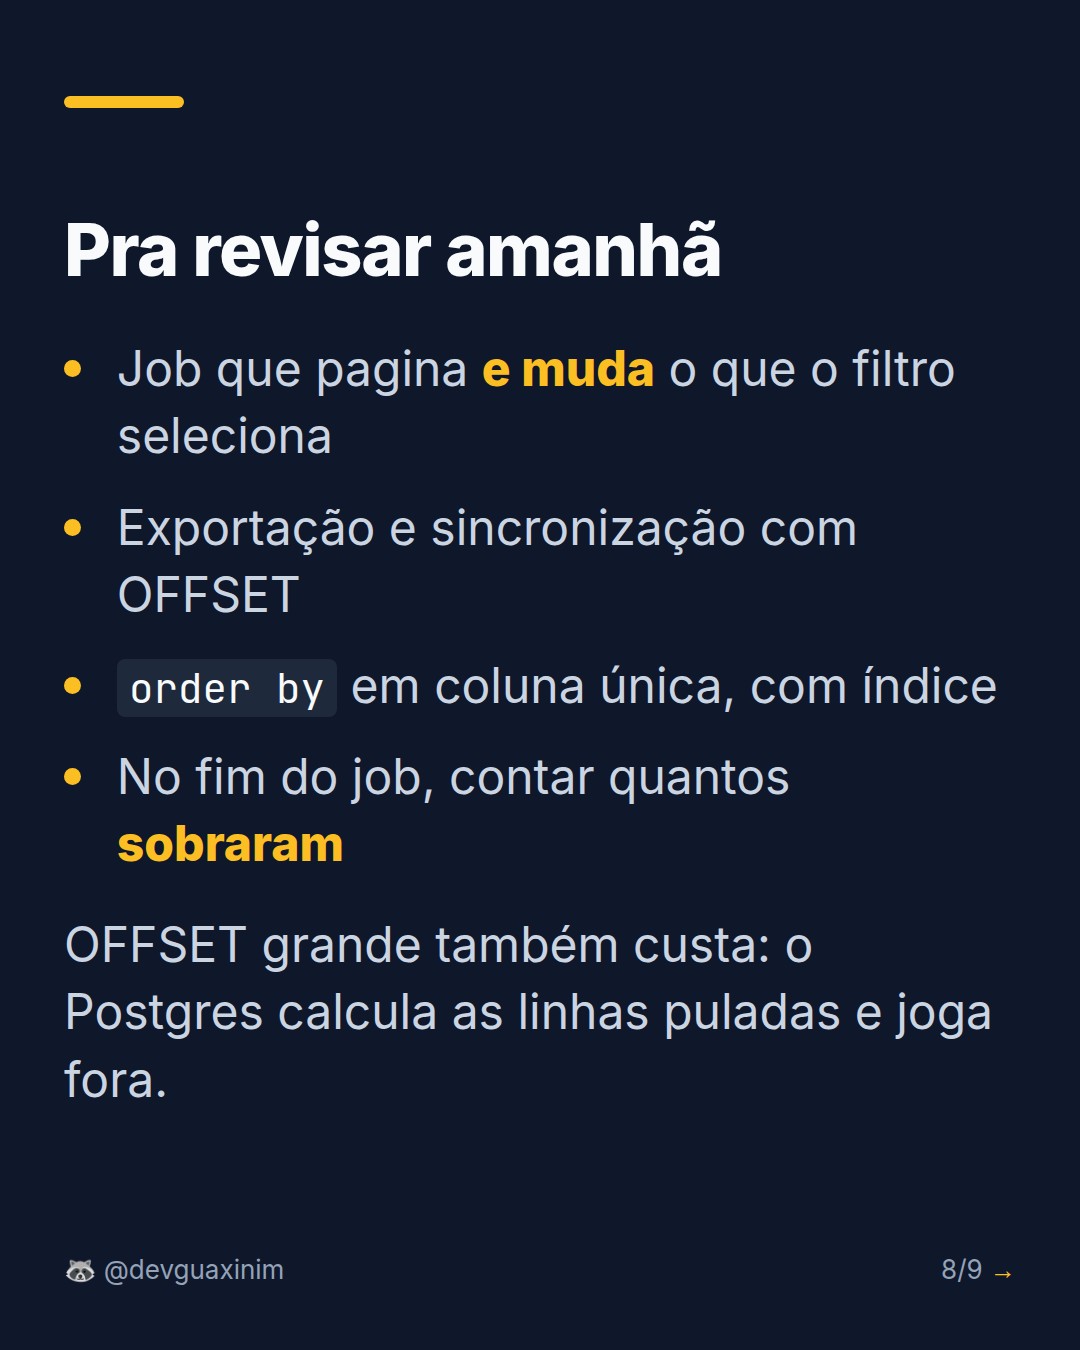 Pra revisar amanhã
Job que pagina e muda o que o filtro
seleciona
Exportação e sincronização com
OFFSET
order by em coluna única, com índice
No fim do job, contar quantos
sobraram
OFFSET grande também custa: o
Postgres calcula as linhas puladas e joga
fora.
@devguaxinim
8/9 →